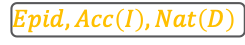 Epid, Acc(I), Nat(D)